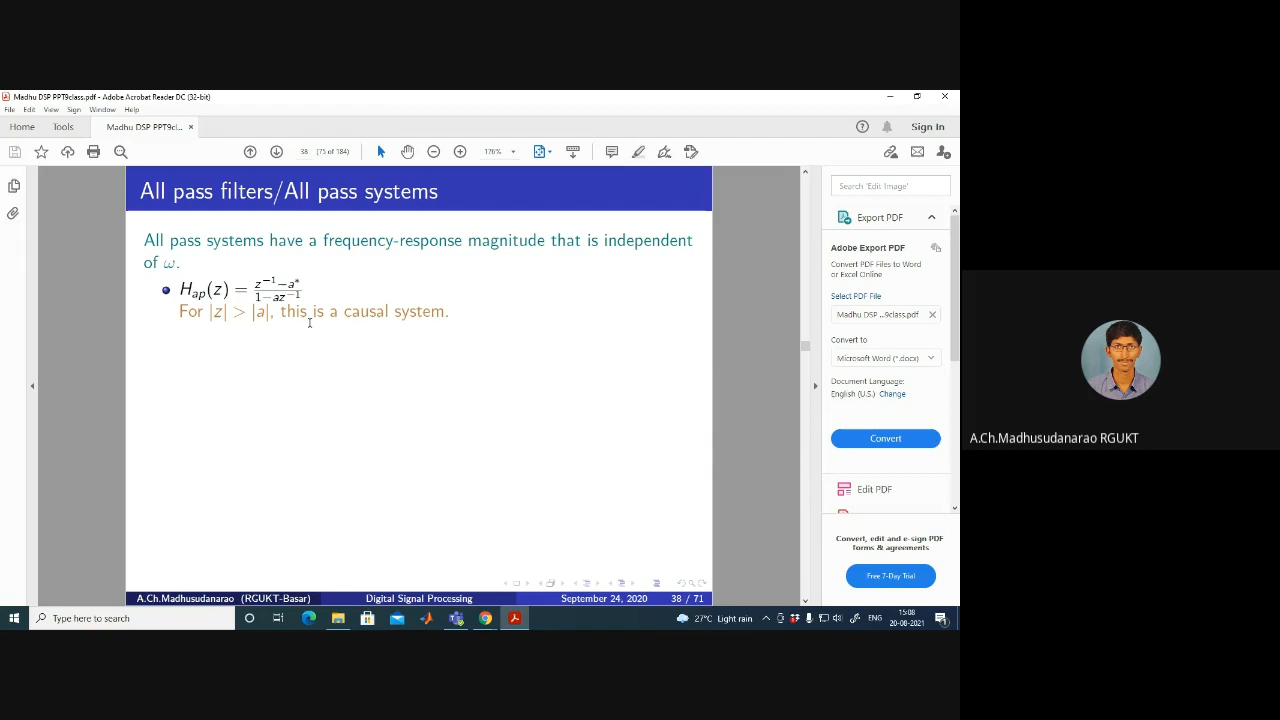 Madhu DSP PPT9class.pdf - Adobe Acrobat Reader DC (32-bit)
File Edit View Sign Window Help
Home Tools Madhu DSP PPT9cl... × Sign In
38 (75 of 184) 176%
All pass filters/All pass systems
All pass systems have a frequency-response magnitude that is independent
of ω.
H_ap(z) = (z^−1 − a*) / (1 − az^−1)
For |z| > |a|, this is a causal system.
A.Ch.Madhusudanarao (RGUKT-Basar) Digital Signal Processing September 24, 2020 38 / 71
Search 'Edit Image'
Export PDF
Adobe Export PDF
Convert PDF Files to Word
or Excel Online
Select PDF File
Madhu DSP ...9class.pdf ×
Convert to
Microsoft Word (*.docx)
Document Language:
English (U.S.) Change
Convert
Edit PDF
Convert, edit and e-sign PDF
forms & agreements
Free 7-Day Trial
A.Ch.Madhusudanarao RGUKT
Type here to search
27°C Light rain ENG
15:08
20-08-2021